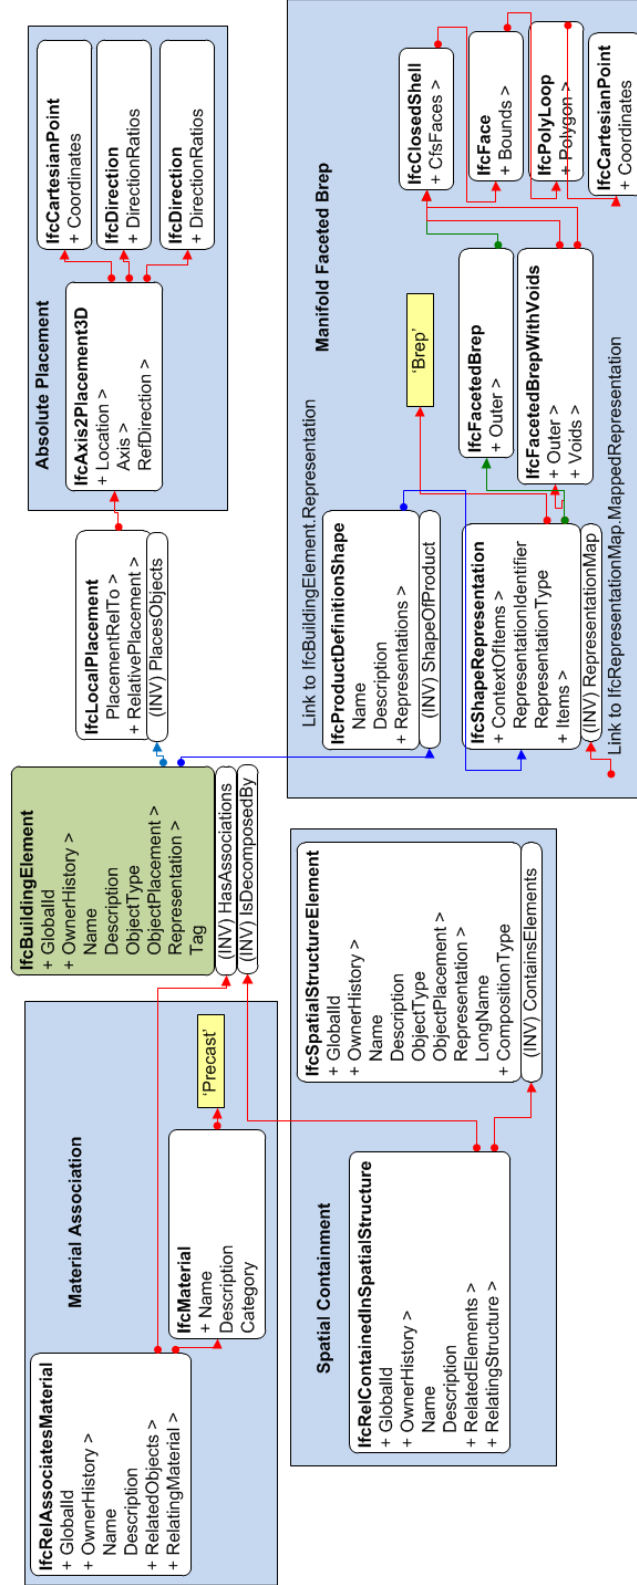 Material Association
IfcRelAssociatesMaterial
+ GlobalId
+ OwnerHistory >
Name
Description
+ RelatedObjects >
+ RelatingMaterial >
IfcMaterial
+ Name
Description
Category
'Precast'
IfcBuildingElement
+ GlobalId
+ OwnerHistory >
Name
Description
ObjectType
ObjectPlacement >
Representation >
Tag
(INV) HasAssociations
(INV) IsDecomposedBy
IfcLocalPlacement
PlacementRelTo >
+ RelativePlacement >
(INV) PlacesObjects
Absolute Placement
IfcAxis2Placement3D
+ Location >
Axis >
RefDirection >
IfcCartesianPoint
+ Coordinates
IfcDirection
+ DirectionRatios
IfcDirection
+ DirectionRatios
Spatial Containment
IfcRelContainedInSpatialStructure
+ GlobalId
+ OwnerHistory >
Name
Description
+ RelatedElements >
+ RelatingStructure >
IfcSpatialStructureElement
+ GlobalId
+ OwnerHistory >
Name
Description
ObjectType
ObjectPlacement >
Representation >
LongName
+ CompositionType
(INV) ContainsElements
Link to IfcBuildingElement.Representation
Manifold Faceted Brep
IfcProductDefinitionShape
Name
Description
+ Representations >
(INV) ShapeOfProduct
'Brep'
IfcShapeRepresentation
+ ContextOfItems >
RepresentationIdentifier
RepresentationType
+ Items >
(INV) RepresentationMap
Link to IfcRepresentationMap.MappedRepresentation
IfcFacetedBrep
+ Outer >
IfcFacetedBrepWithVoids
+ Outer >
+ Voids >
IfcClosedShell
+ CfsFaces >
IfcFace
+ Bounds >
IfcPolyLoop
+ Polygon >
IfcCartesianPoint
+ Coordinates